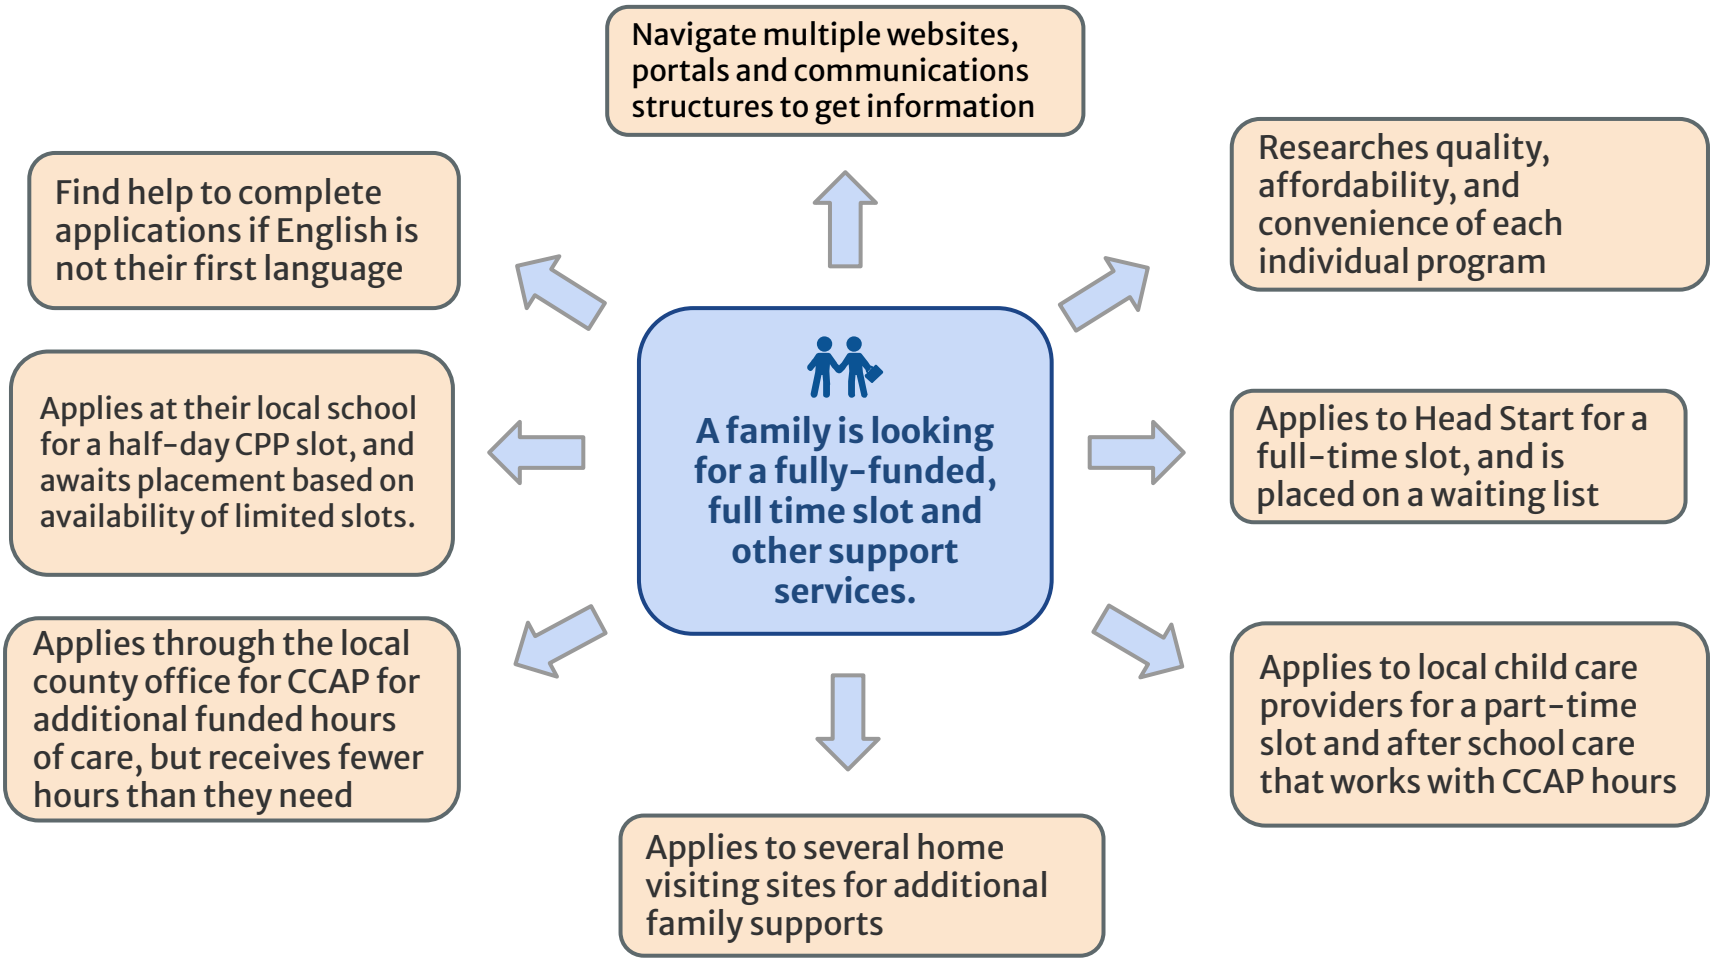 Navigate multiple websites,
portals and communications
structures to get information
Researches quality,
affordability, and
convenience of each
individual program
Find help to complete
applications if English is
not their first language
A family is looking
for a fully-funded,
full time slot and
other support
services.
Applies at their local school
for a half-day CPP slot, and
awaits placement based on
availability of limited slots.
Applies to Head Start for a
full-time slot, and is
placed on a waiting list
Applies through the local
county office for CCAP for
additional funded hours
of care, but receives fewer
hours than they need
Applies to local child care
providers for a part-time
slot and after school care
that works with CCAP hours
Applies to several home
visiting sites for additional
family supports